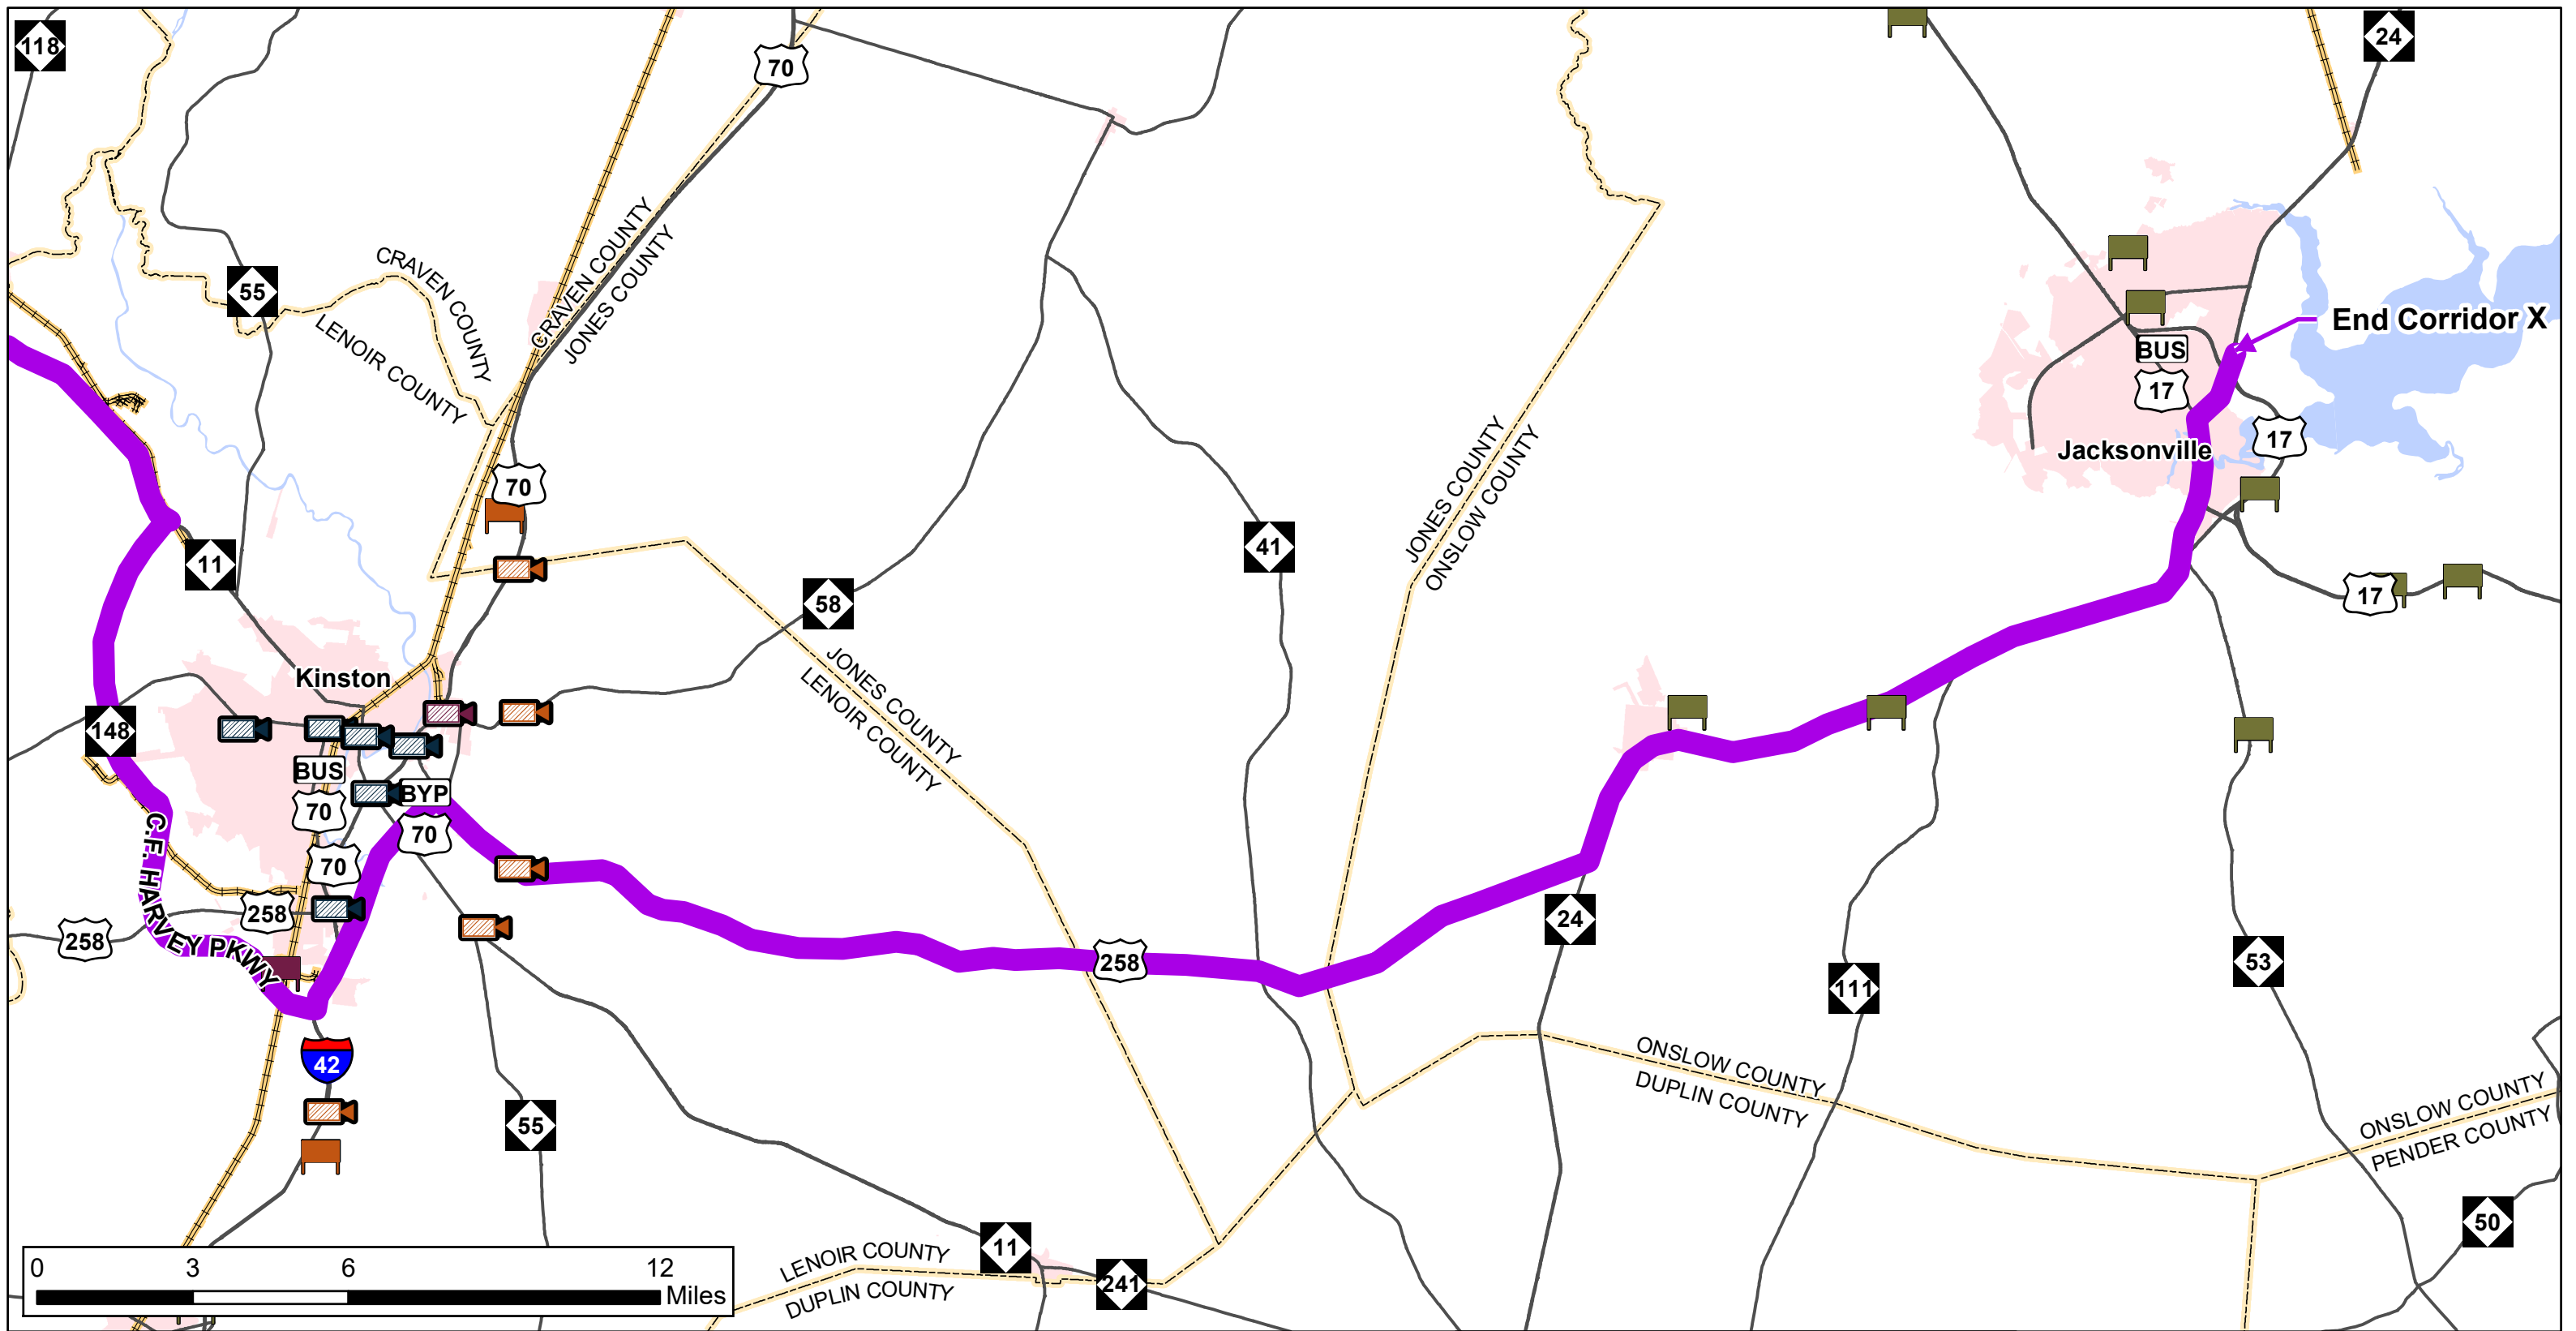 118
24
70
CRAVEN COUNTY
JONES COUNTY
CRAVEN COUNTY
LENOIR COUNTY
55
End Corridor X
BUS
17
17
Jacksonville
70
JONES COUNTY
ONSLOW COUNTY
41
11
58
17
Kinston
JONES COUNTY
LENOIR COUNTY
148
BUS
70
BYP
70
70
C.F. HARVEY PKWY
258
258
258
24
111
53
42
55
ONSLOW COUNTY
DUPLIN COUNTY
ONSLOW COUNTY
PENDER COUNTY
50
11
241
LENOIR COUNTY
DUPLIN COUNTY
0 3 6 12
Miles